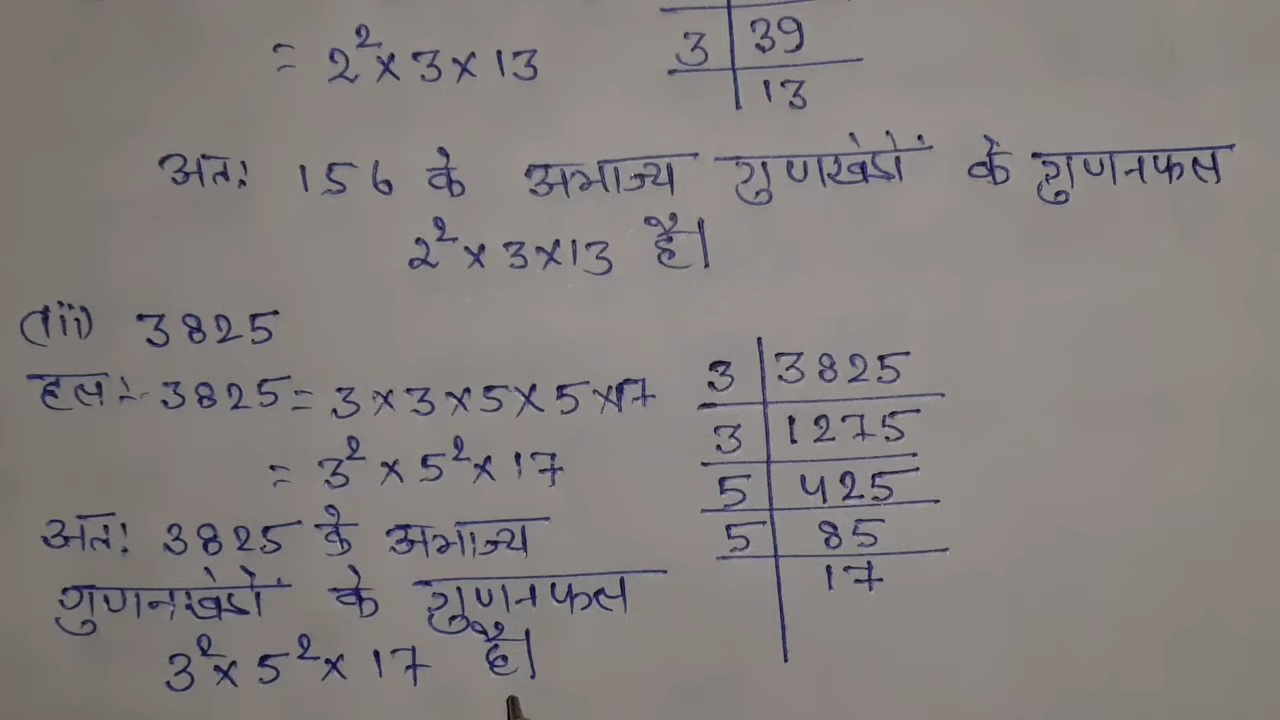 = 2² × 3 × 13
3 | 39
13
अतः 156 के अभाज्य गुणखंडों के गुणनफल
2² × 3 × 13 है।
(iii) 3825
हल :- 3825 = 3 × 3 × 5 × 5 × 17
= 3² × 5² × 17
अतः 3825 के अभाज्य
गुणनखंडों के गुणनफल
3² × 5² × 17 है।
3 | 3825
3 | 1275
5 | 425
5 | 85
17